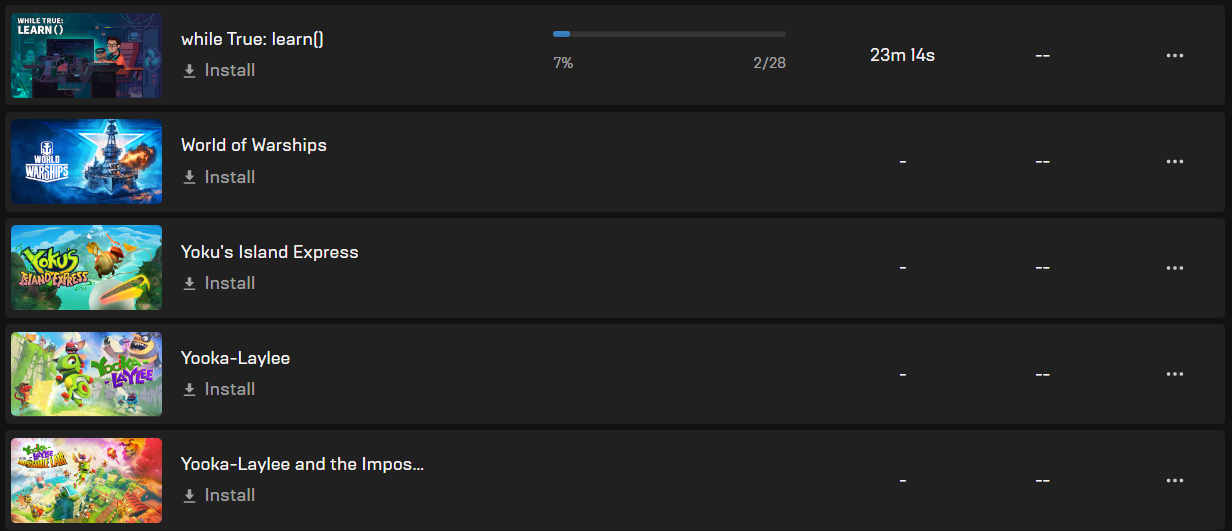 WHILE TRUE:
LEARN()
while True: learn()
Install
7%
2/28
23m 14s
--
WORLD OF
WARSHIPS
World of Warships
Install
-
--
YOKU'S
ISLAND EXPRESS
Yoku's Island Express
Install
-
--
YOOKA
-LAYLEE
Yooka-Laylee
Install
-
--
YOOKA
-LAYLEE
Yooka-Laylee and the Impos...
Install
-
--